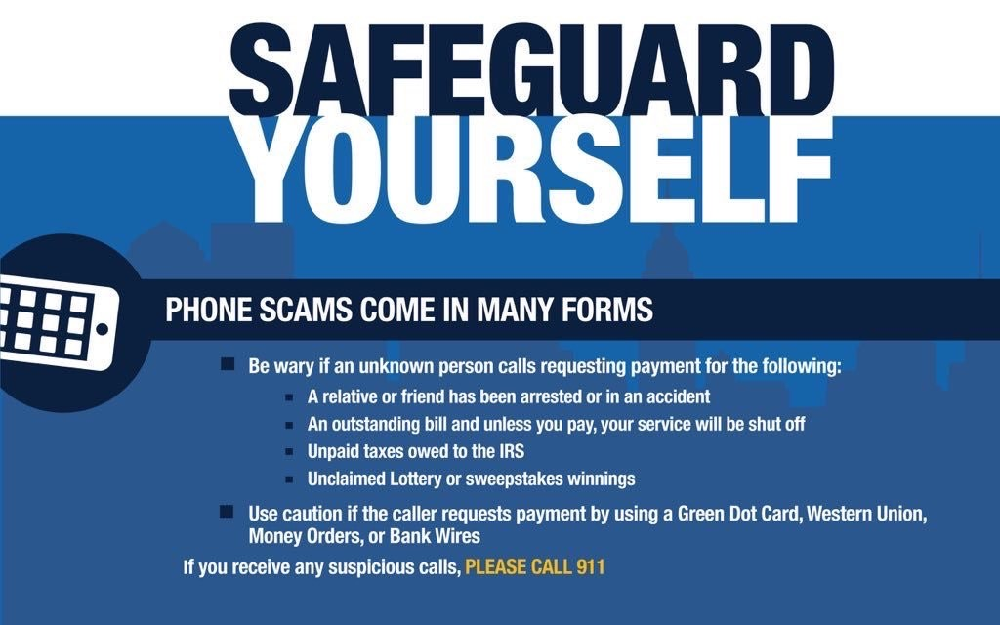 SAFEGUARD
YOURSELF
PHONE SCAMS COME IN MANY FORMS
Be wary if an unknown person calls requesting payment for the following:
A relative or friend has been arrested or in an accident
An outstanding bill and unless you pay, your service will be shut off
Unpaid taxes owed to the IRS
Unclaimed Lottery or sweepstakes winnings
Use caution if the caller requests payment by using a Green Dot Card, Western Union,
Money Orders, or Bank Wires
If you receive any suspicious calls, PLEASE CALL 911